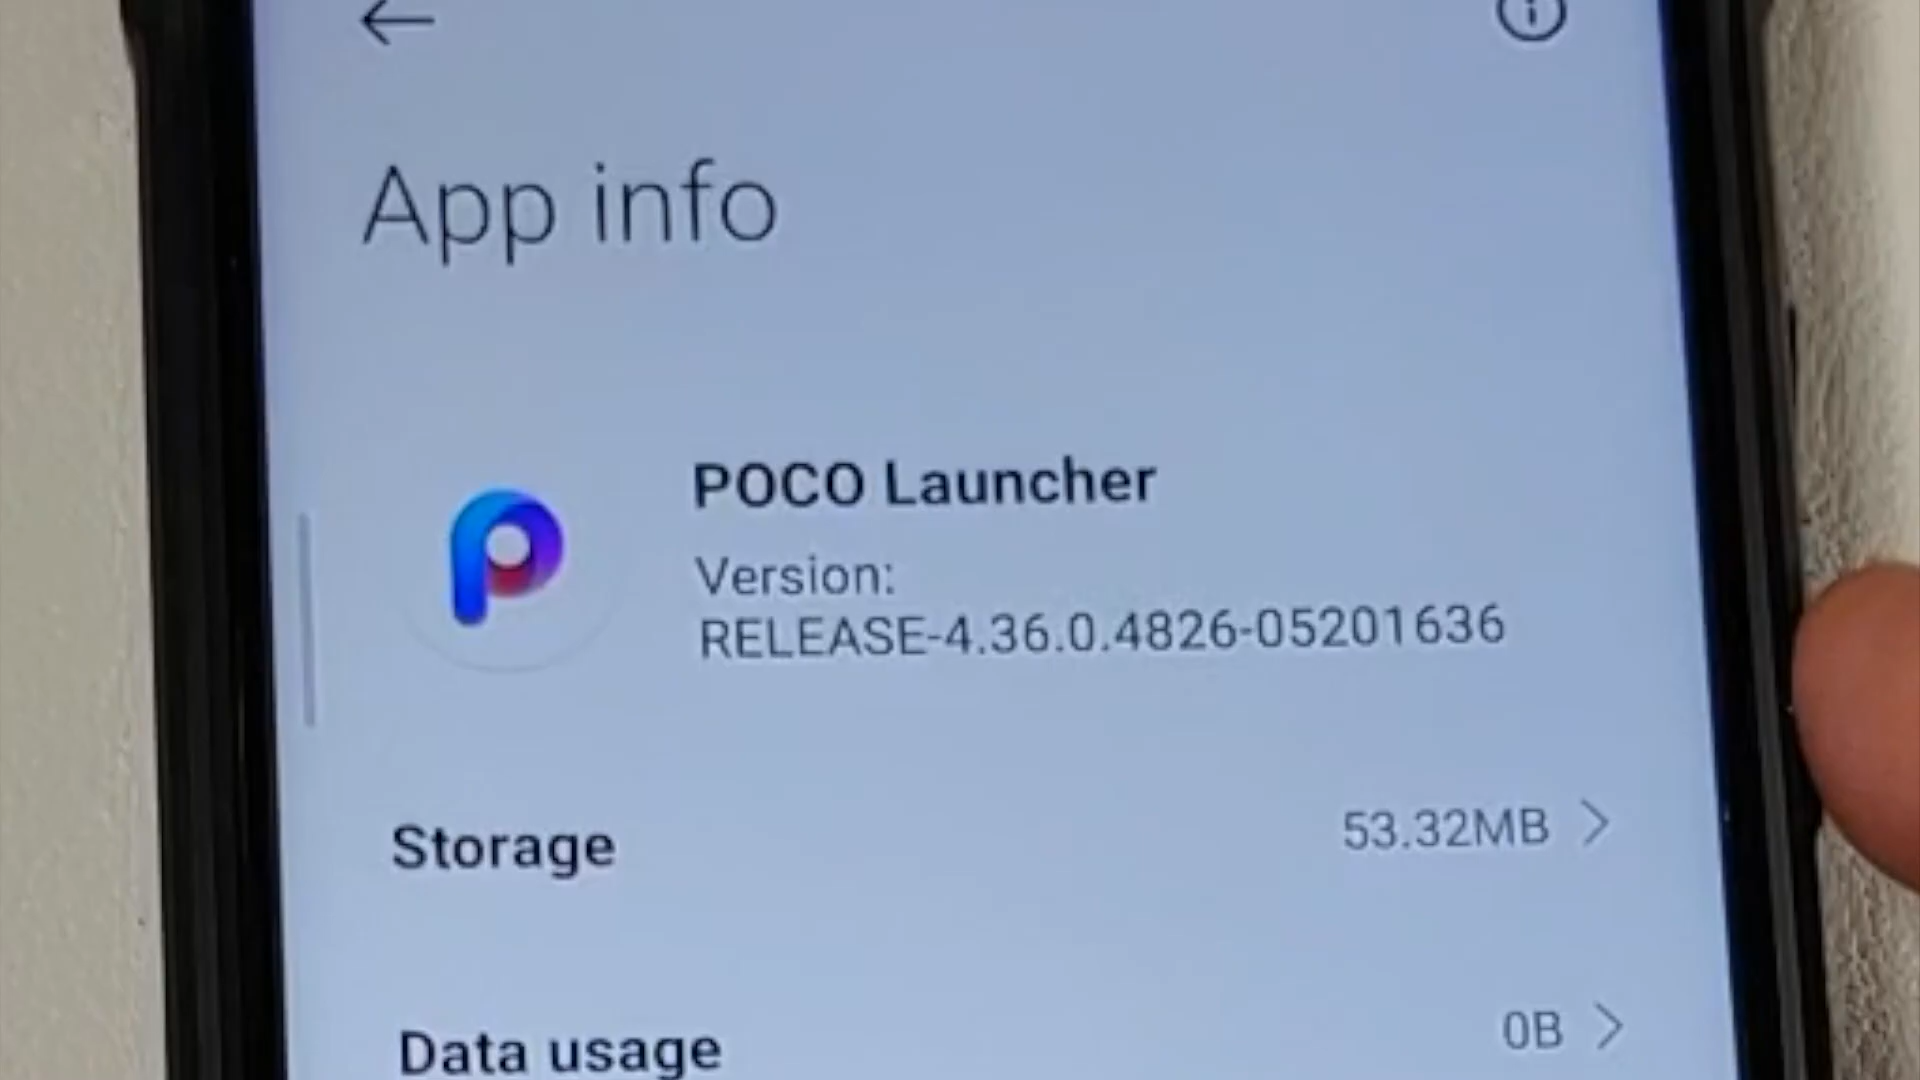 App info
POCO Launcher
Version:
RELEASE-4.36.0.4826-05201636
Storage
53.32MB
Data usage
0B